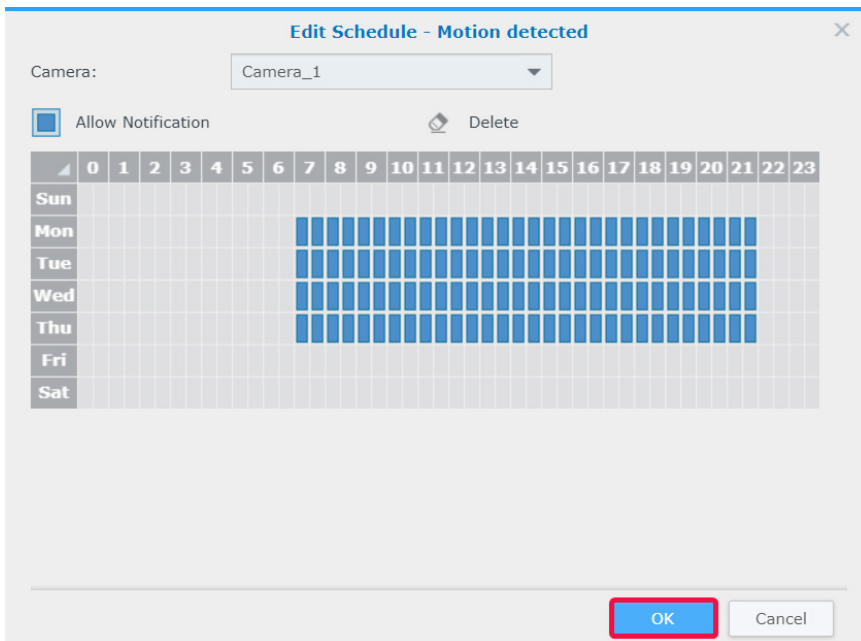 Edit Schedule - Motion detected
Camera: Camera_1
Allow Notification Delete
0 1 2 3 4 5 6 7 8 9 10 11 12 13 14 15 16 17 18 19 20 21 22 23
Sun
Mon
Tue
Wed
Thu
Fri
Sat
OK Cancel